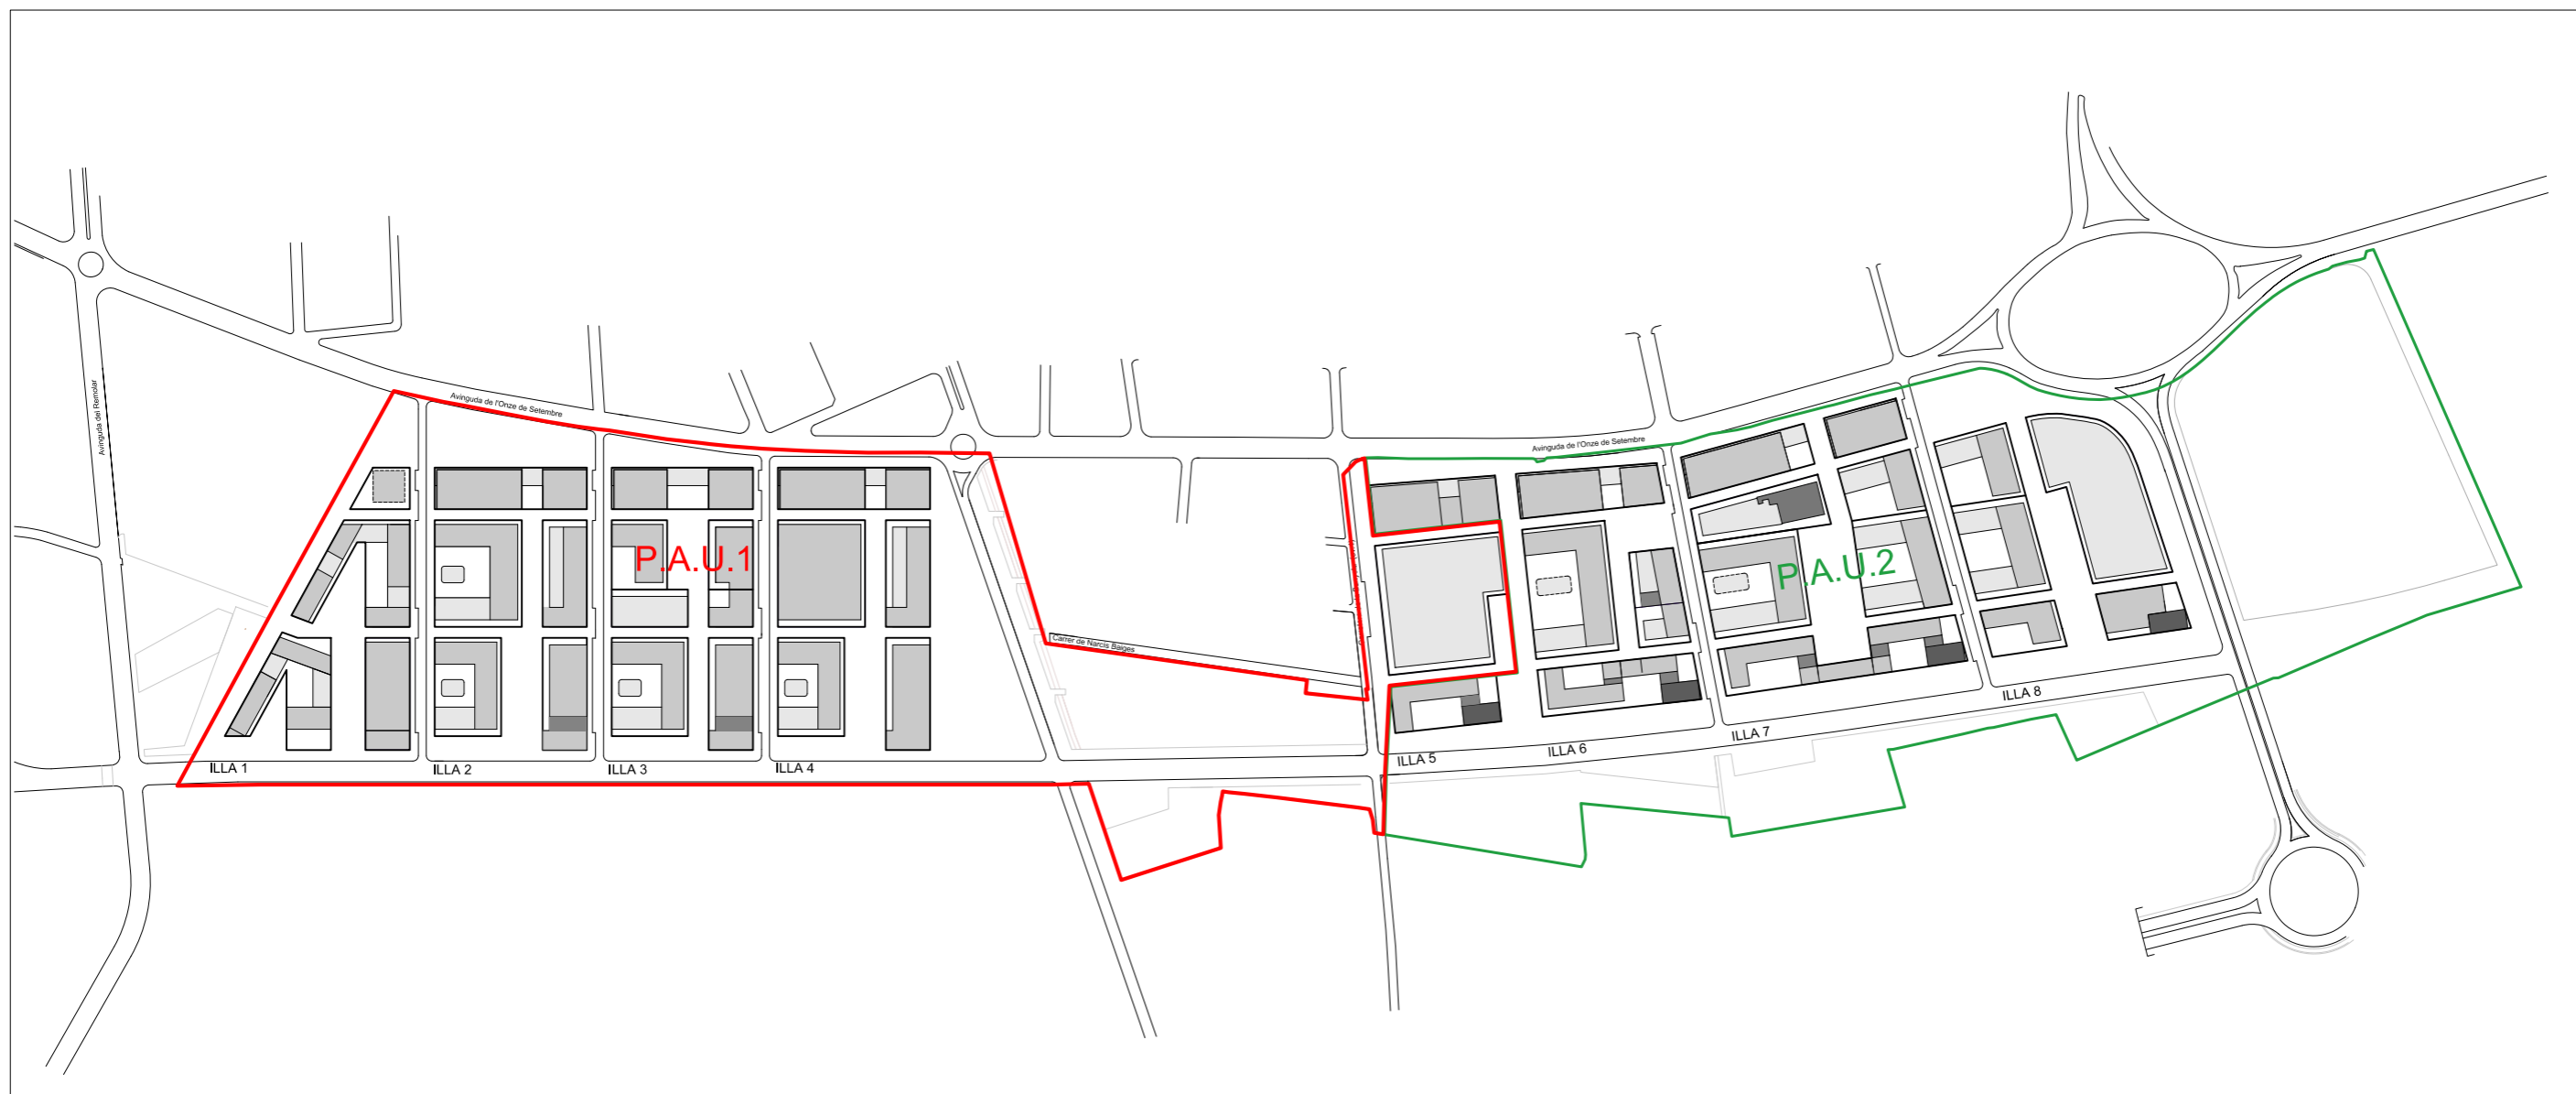 Avinguda del Remolar
Avinguda de l'Onze de Setembre
Avinguda de l'Onze de Setembre
P.A.U.1
P.A.U.2
Carrer de Narcís Baiges
ILLA 1
ILLA 2
ILLA 3
ILLA 4
ILLA 5
ILLA 6
ILLA 7
ILLA 8